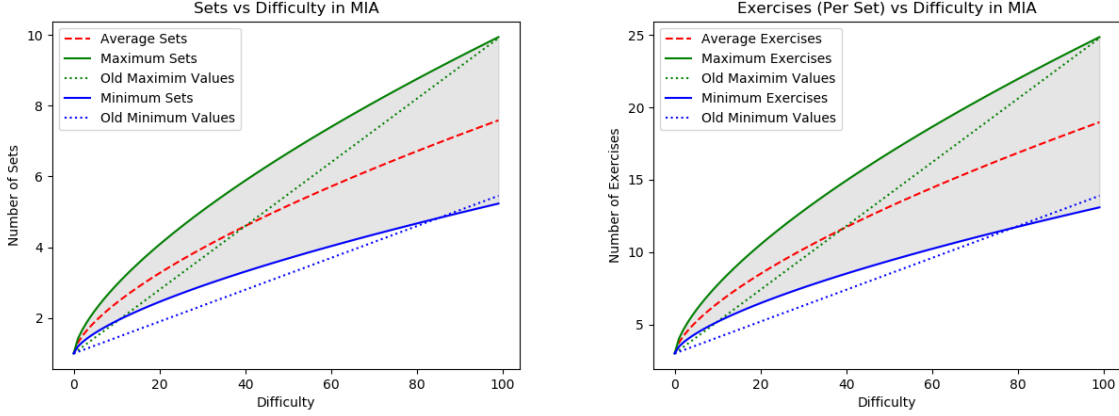 Sets vs Difficulty in MIA
10
8
6
4
2
Number of Sets
Average Sets
Maximum Sets
Old Maximim Values
Minimum Sets
Old Minimum Values
0
20
40
60
80
100
Difficulty
Exercises (Per Set) vs Difficulty in MIA
25
20
15
10
5
Number of Exercises
Average Exercises
Maximum Exercises
Old Maximim Values
Minimum Exercises
Old Minimum Values
0
20
40
60
80
100
Difficulty